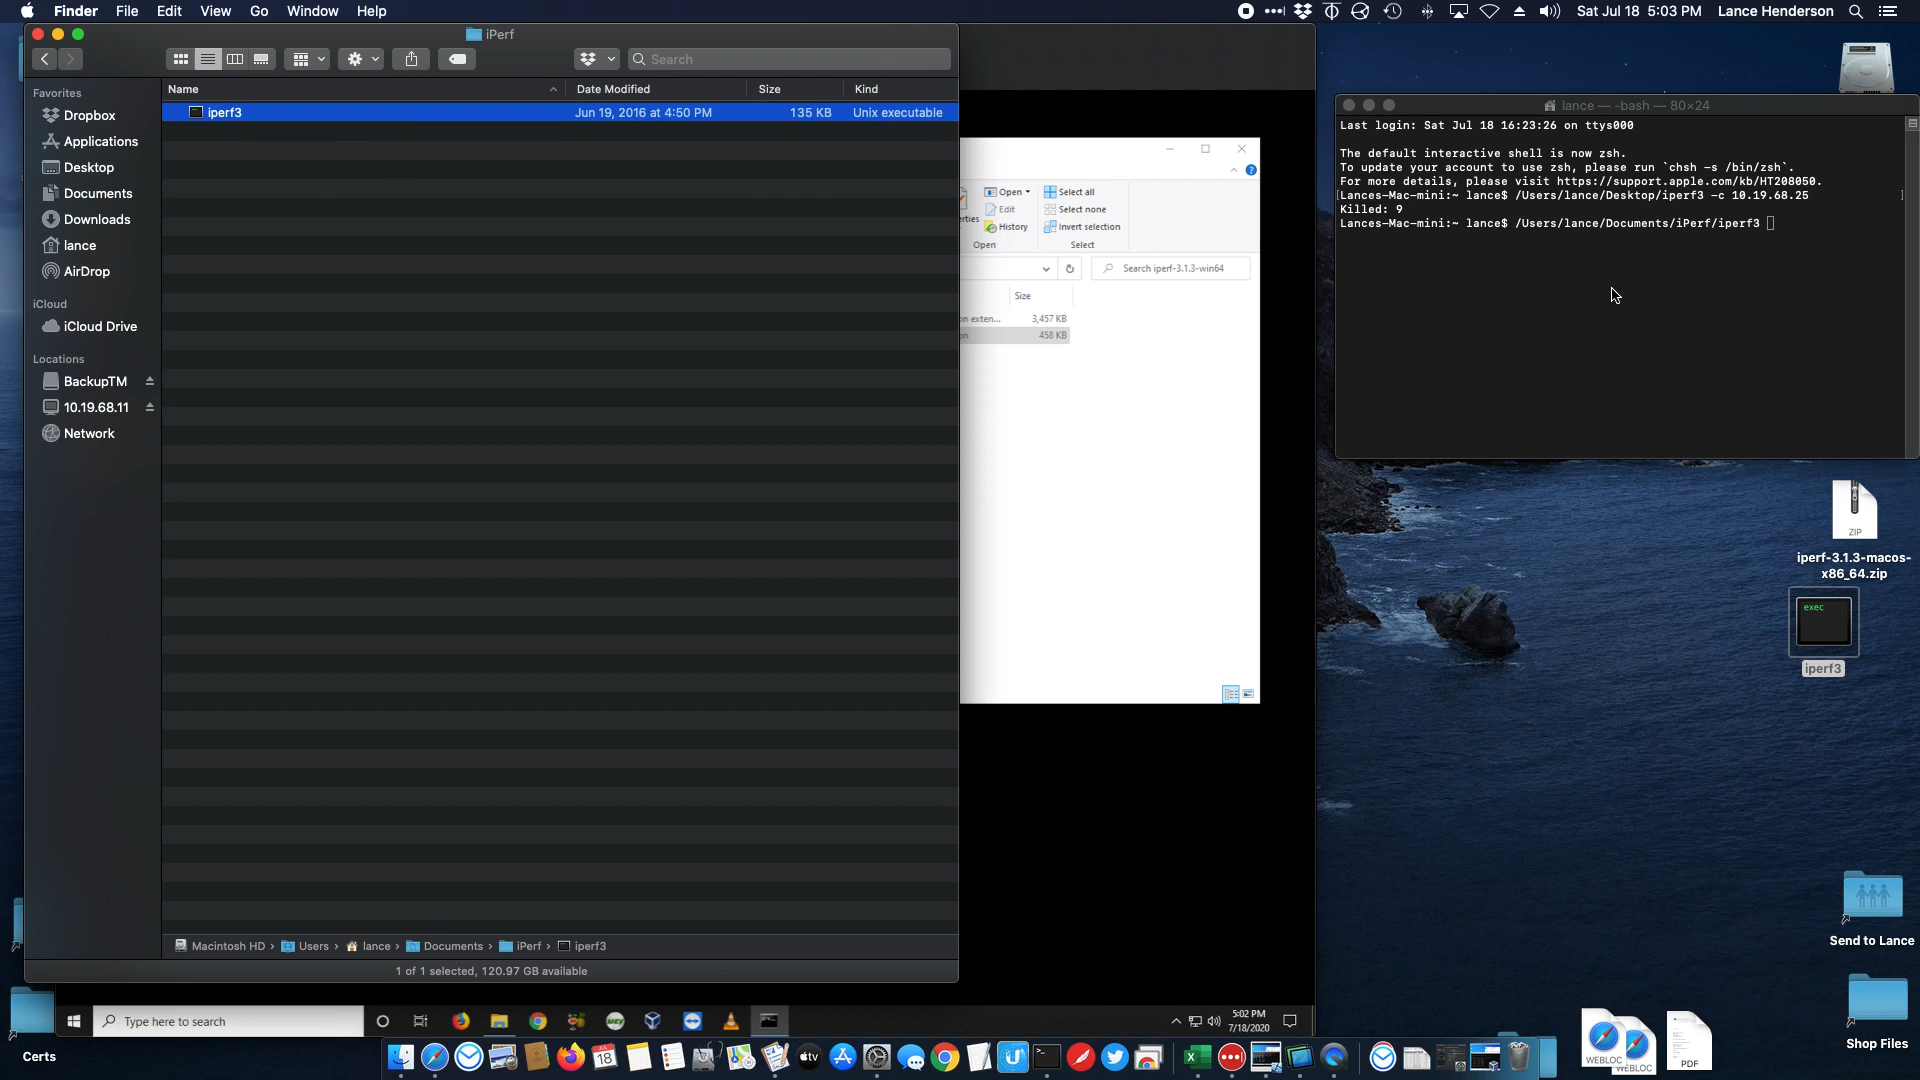 Finder File Edit View Go Window Help
Sat Jul 18 5:03 PM Lance Henderson
iPerf
Search
Favorites
Dropbox
Applications
Desktop
Documents
Downloads
lance
AirDrop
iCloud
iCloud Drive
Locations
BackupTM
10.19.68.11
Network
Name Date Modified Size Kind
iperf3 Jun 19, 2016 at 4:50 PM 135 KB Unix executable
Macintosh HD › Users › lance › Documents › iPerf › iperf3
1 of 1 selected, 120.97 GB available
Open Select all
Edit Select none
erties History Invert selection
Open Select
Search iperf-3.1.3-win64
Size
on exten... 3,457 KB
on 458 KB
lance — -bash — 80×24
Last login: Sat Jul 18 16:23:26 on ttys000
The default interactive shell is now zsh.
To update your account to use zsh, please run `chsh -s /bin/zsh`.
For more details, please visit https://support.apple.com/kb/HT208050.
[Lances-Mac-mini:~ lance$ /Users/lance/Desktop/iperf3 -c 10.19.68.25 ]
Killed: 9
Lances-Mac-mini:~ lance$ /Users/lance/Documents/iPerf/iperf3
ZIP
iperf-3.1.3-macos-
x86_64.zip
exec
iperf3
Send to Lance
Shop Files
Certs
Type here to search
5:02 PM
7/18/2020
18
tv
WEBLOC
WEBLOC
PDF